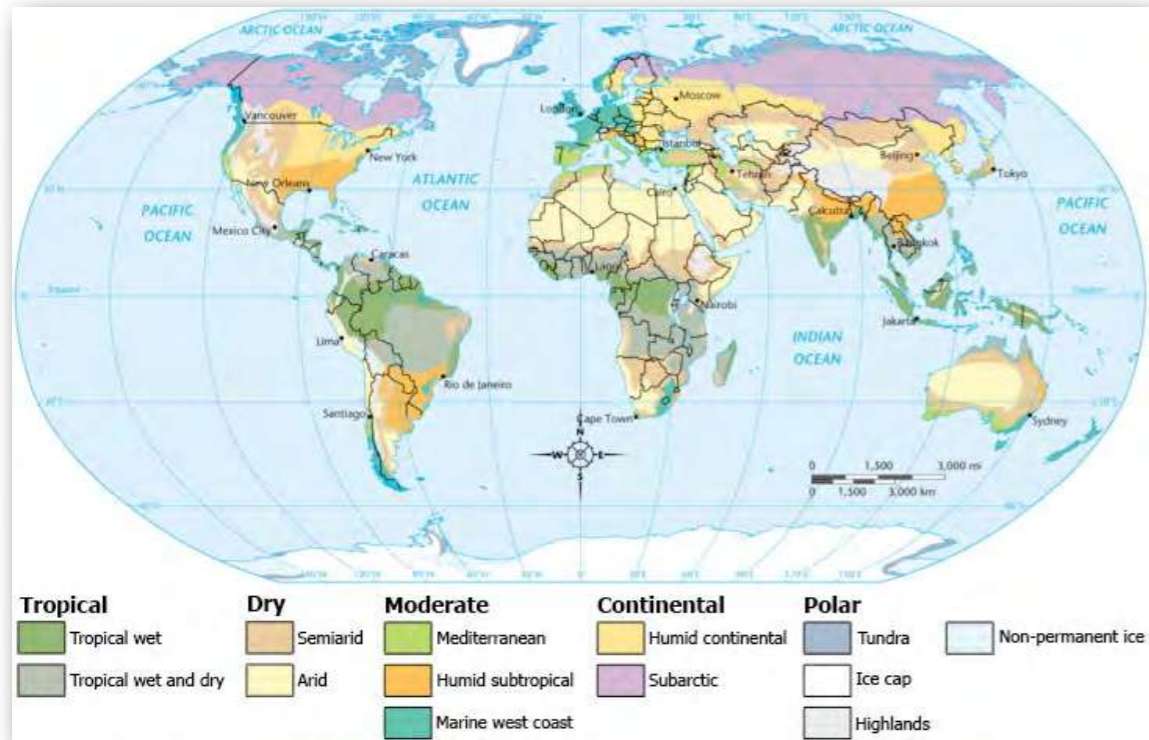 ARCTIC OCEAN
ARCTIC OCEAN
London
Moscow
Vancouver
Istanbul
New York
Beijing
Tehran
Tokyo
ATLANTIC
OCEAN
New Orleans
Cairo
PACIFIC
OCEAN
PACIFIC
OCEAN
Calcutta
Mexico City
Bangkok
Caracas
Lagos
Equator
Nairobi
Jakarta
Lima
INDIAN
OCEAN
Rio de Janeiro
Santiago
Cape Town
Sydney
N
W
E
S
0 1,500 3,000 mi
0 1,500 3,000 km
Tropical
Tropical wet
Tropical wet and dry
Dry
Semiarid
Arid
Moderate
Mediterranean
Humid subtropical
Marine west coast
Continental
Humid continental
Subarctic
Polar
Tundra
Ice cap
Highlands
Non-permanent ice